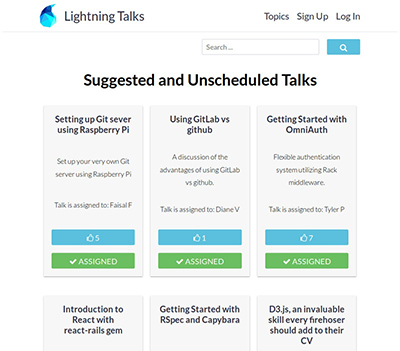 Lightning Talks
Topics Sign Up Log In
Search ...
Suggested and Unscheduled Talks
Setting up Git sever
using Raspberry Pi
Set up your very own Git
server using Raspberry Pi
Talk is assigned to: Faisal F
5
ASSIGNED
Using GitLab vs
github
A discussion of the
advantages of using GitLab
vs github.
Talk is assigned to: Diane V
1
ASSIGNED
Getting Started with
OmniAuth
Flexible authentication
system utilizing Rack
middleware.
Talk is assigned to: Tyler P
7
ASSIGNED
Introduction to
React with
react-rails gem
Getting Started with
RSpec and Capybara
D3.js, an invaluable
skill every firehoser
should add to their
CV